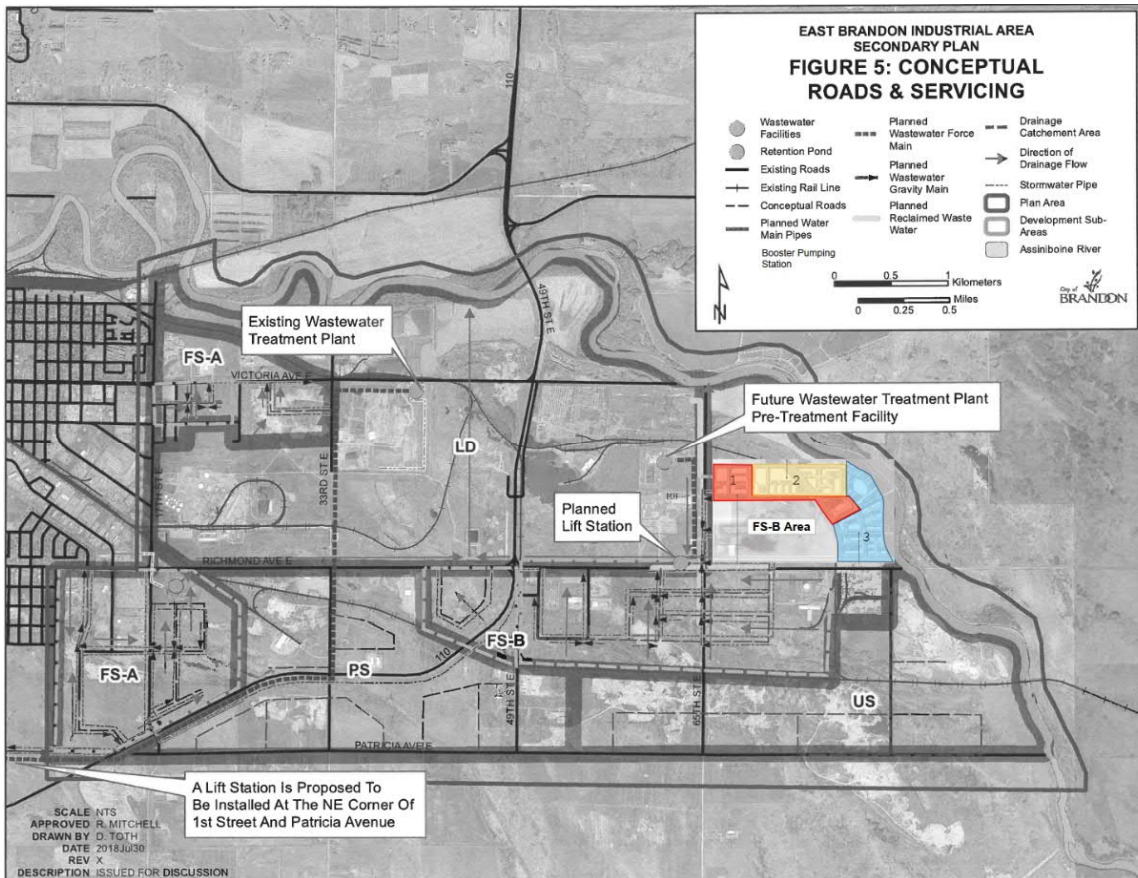 EAST BRANDON INDUSTRIAL AREA
SECONDARY PLAN
FIGURE 5: CONCEPTUAL
ROADS & SERVICING
Wastewater
Facilities
Retention Pond
Existing Roads
Existing Rail Line
Conceptual Roads
Planned Water
Main Pipes
Booster Pumping
Station
Planned
Wastewater Force
Main
Planned
Wastewater
Gravity Main
Planned
Reclaimed Waste
Water
Drainage
Catchement Area
Direction of
Drainage Flow
Stormwater Pipe
Plan Area
Development Sub-
Areas
Assiniboine River
N
0 0.5 1
Kilometers
Miles
0 0.25 0.5
City of
BRANDON
110
49TH ST E
Existing Wastewater
Treatment Plant
FS-A
VICTORIA AVE E
Future Wastewater Treatment Plant
Pre-Treatment Facility
LD
33RD ST E
17TH ST E
1
2
MH
Planned
Lift Station
FS-B Area
3
RICHMOND AVE E
FS-B
110
FS-A
PS
49TH ST E
65TH ST E
US
PATRICIA AVE E
A Lift Station Is Proposed To
Be Installed At The NE Corner Of
1st Street And Patricia Avenue
SCALE NTS
APPROVED R. MITCHELL
DRAWN BY D. TOTH
DATE 2018Jul30
REV X
DESCRIPTION ISSUED FOR DISCUSSION